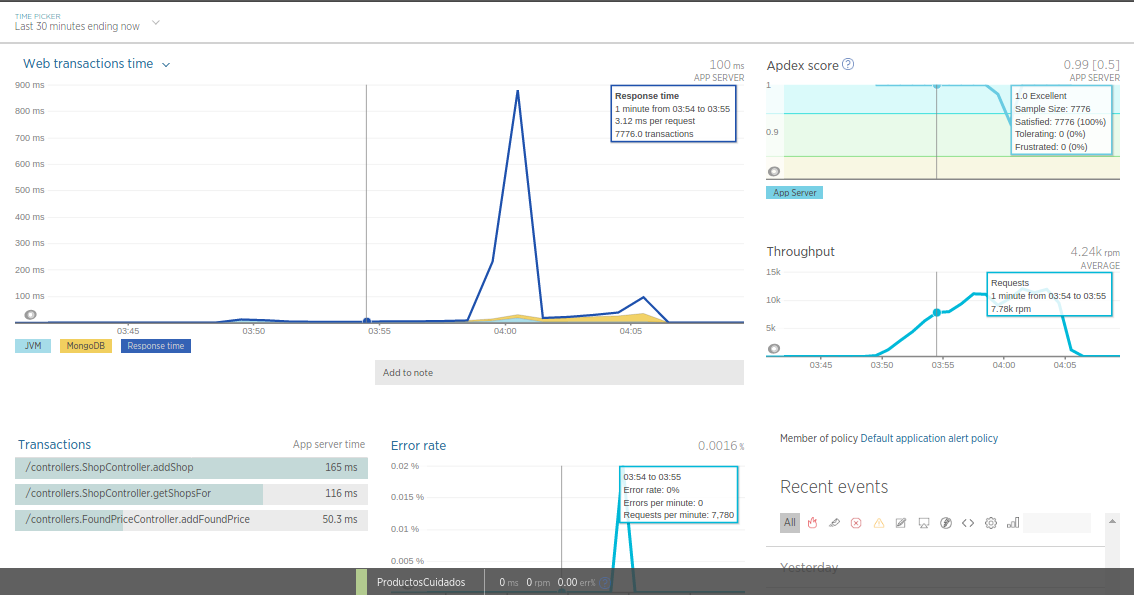 TIME PICKER
Last 30 minutes ending now
Web transactions time
100 ms
APP SERVER
900 ms
800 ms
700 ms
600 ms
500 ms
400 ms
300 ms
200 ms
100 ms
Response time
1 minute from 03:54 to 03:55
3.12 ms per request
7776.0 transactions
03:45
03:50
03:55
04:00
04:05
JVM
MongoDB
Response time
Add to note
Apdex score ?
0.99 [0.5]
APP SERVER
1
0.9
1.0 Excellent
Sample Size: 7776
Satisfied: 7776 (100%)
Tolerating: 0 (0%)
Frustrated: 0 (0%)
App Server
Throughput
4.24k rpm
AVERAGE
15k
10k
5k
Requests
1 minute from 03:54 to 03:55
7.78k rpm
03:45
03:50
03:55
04:00
04:05
Transactions
App server time
/controllers.ShopController.addShop
165 ms
/controllers.ShopController.getShopsFor
116 ms
/controllers.FoundPriceController.addFoundPrice
50.3 ms
Error rate
0.0016 %
0.02 %
0.015 %
0.01 %
0.005 %
03:54 to 03:55
Error rate: 0%
Errors per minute: 0
Requests per minute: 7,780
Member of policy Default application alert policy
Recent events
All
Yesterday
ProductosCuidados
0 ms
0 rpm
0.00 err%